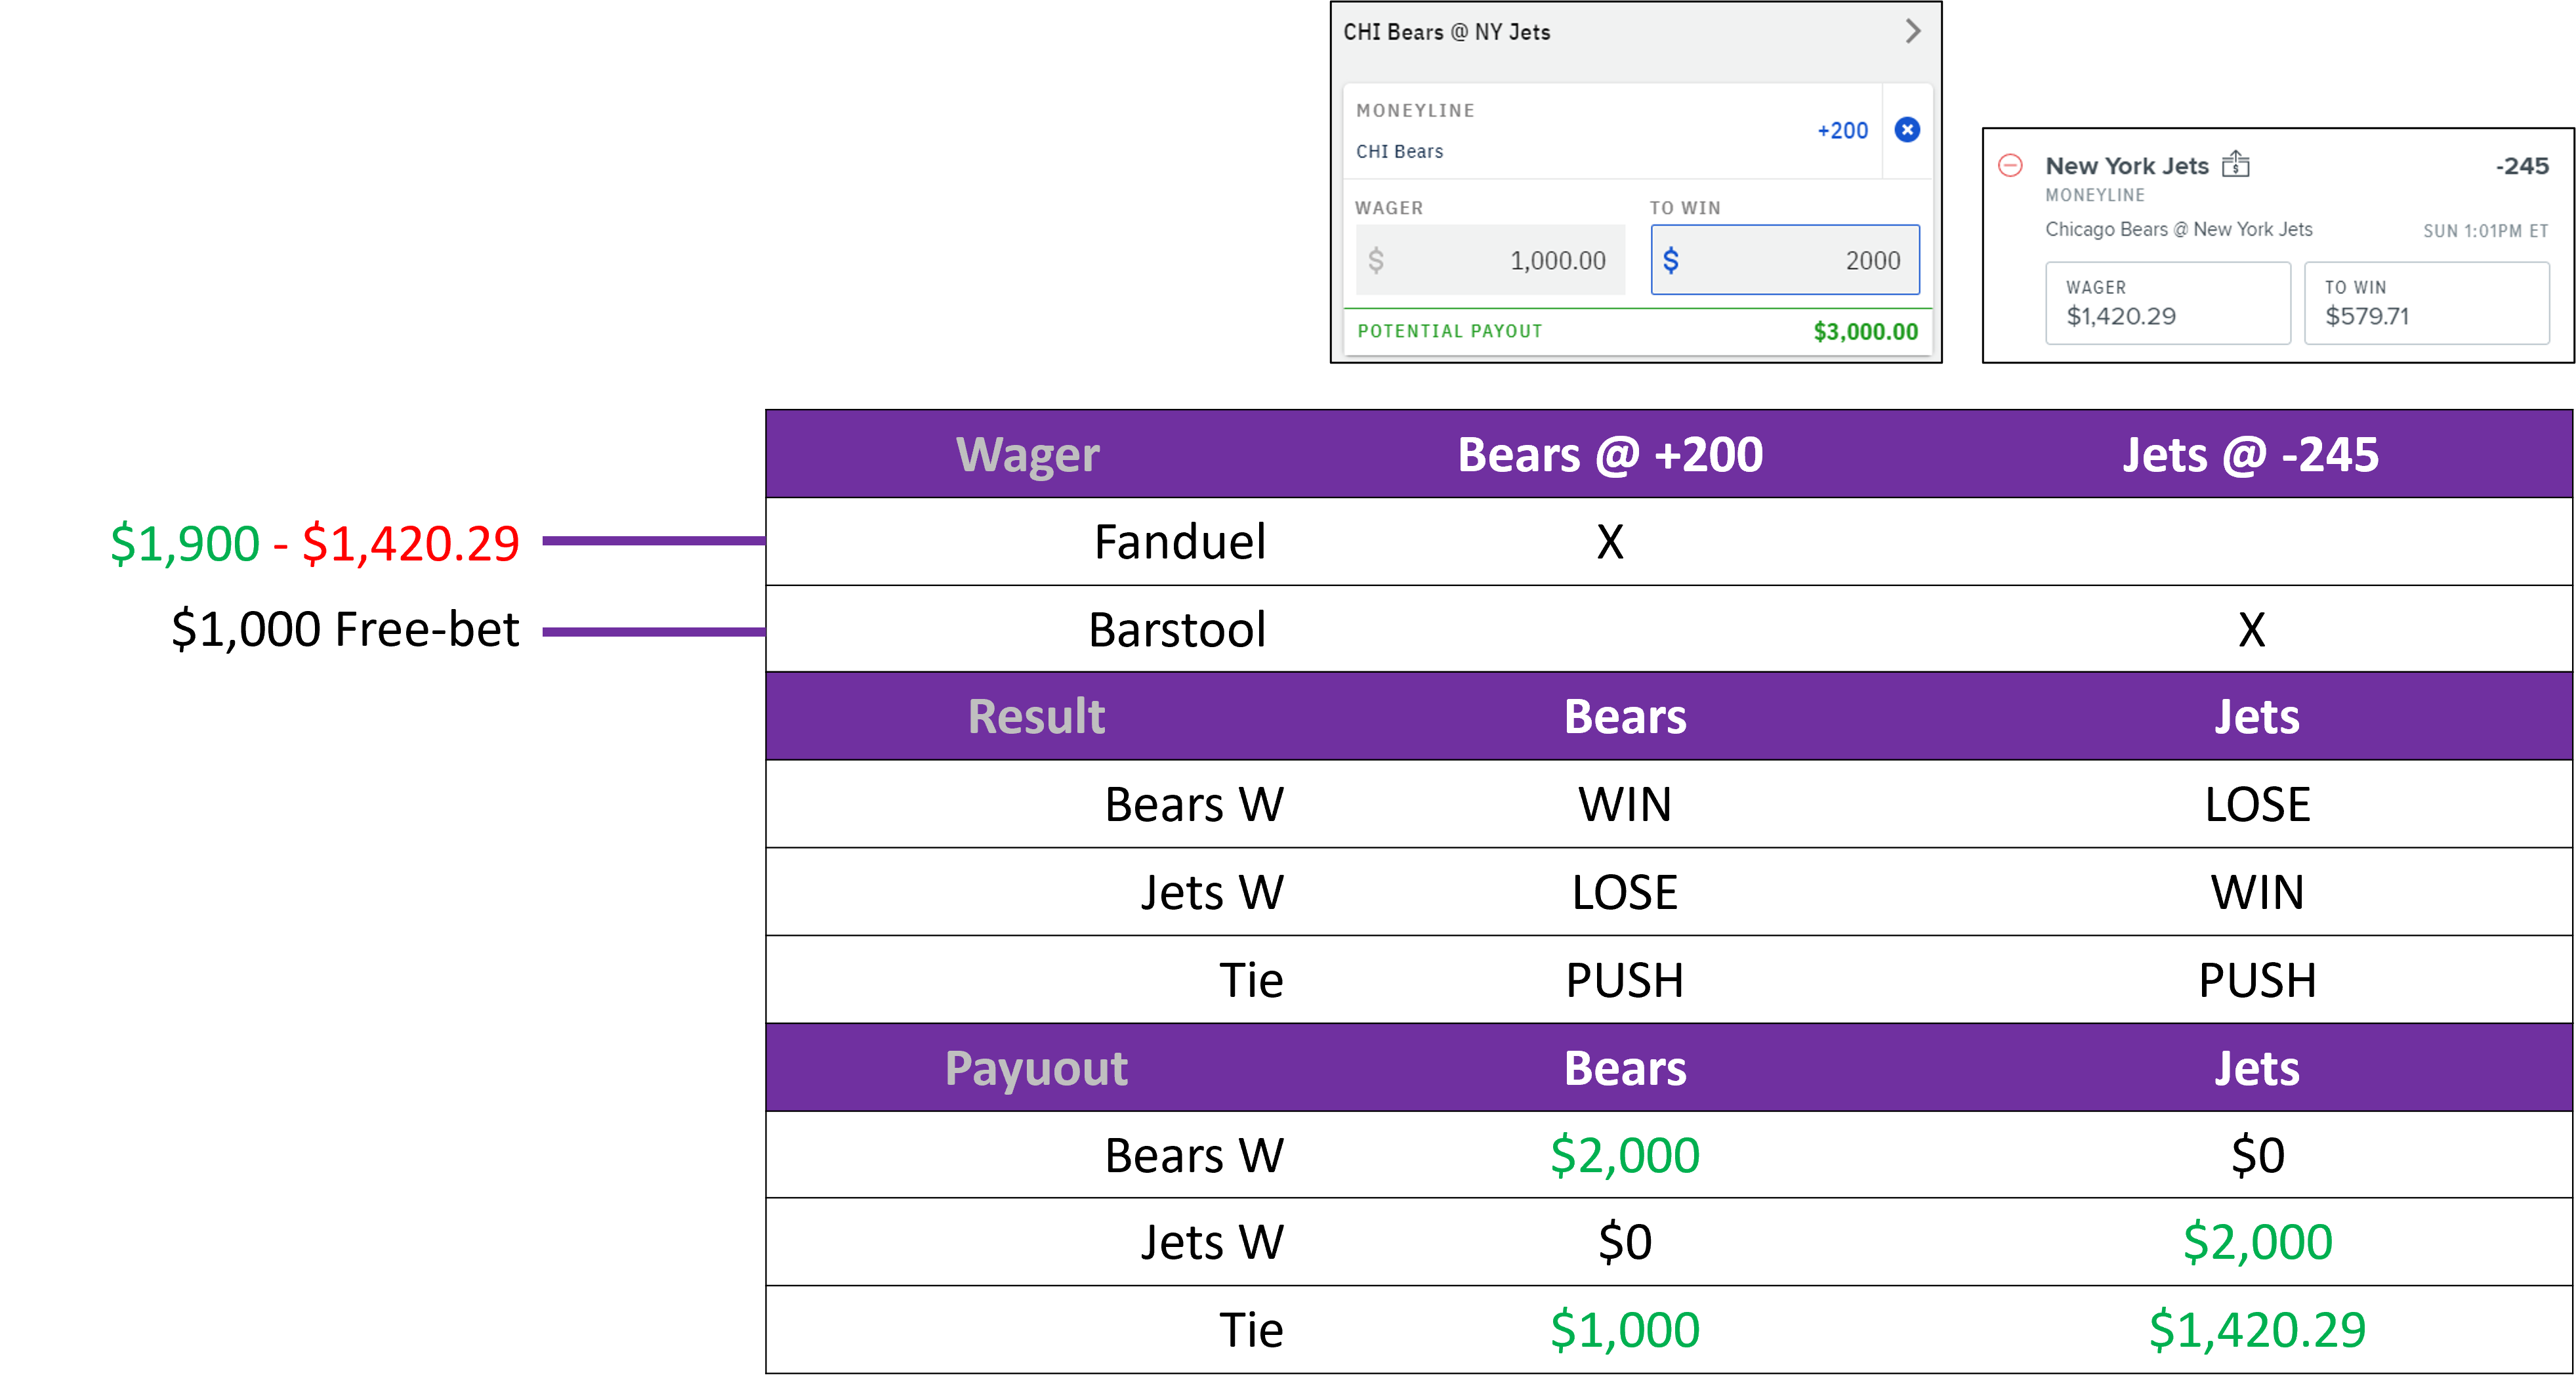 CHI Bears @ NY Jets
MONEYLINE
+200
CHI Bears
WAGER TO WIN
$ 1,000.00 $ 2000
POTENTIAL PAYOUT $3,000.00
New York Jets -245
MONEYLINE
Chicago Bears @ New York Jets SUN 1:01PM ET
WAGER TO WIN
$1,420.29 $579.71
Wager Bears @ +200 Jets @ -245
$1,900 - $1,420.29 Fanduel X
$1,000 Free-bet Barstool X
Result Bears Jets
Bears W WIN LOSE
Jets W LOSE WIN
Tie PUSH PUSH
Payuout Bears Jets
Bears W $2,000 $0
Jets W $0 $2,000
Tie $1,000 $1,420.29